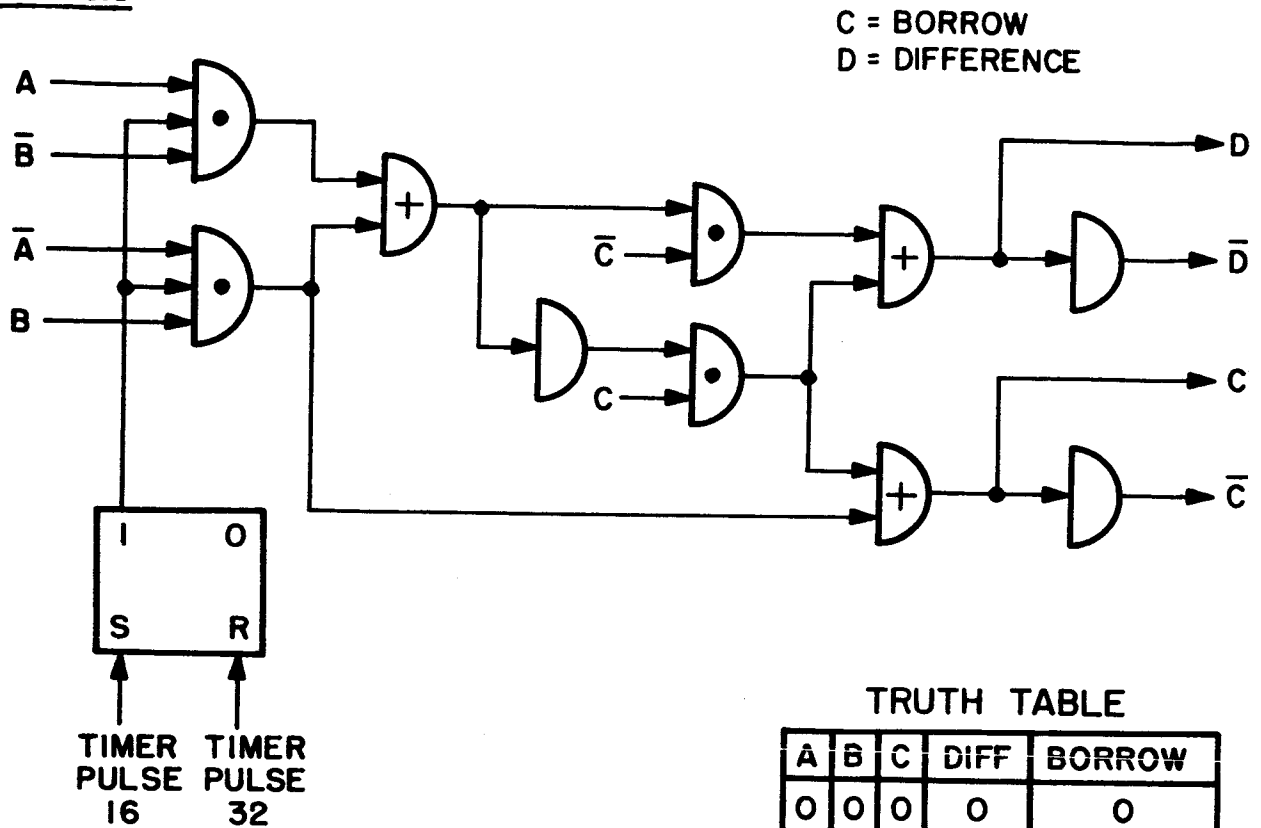 C = BORROW
D = DIFFERENCE
A
B̅
A̅
B
•
•
+
C̅
•
C
•
+
+
D
D̅
C
C̅
I O
S R
TIMER PULSE 16
TIMER PULSE 32
TRUTH TABLE
A B C DIFF BORROW
0 0 0 0 0